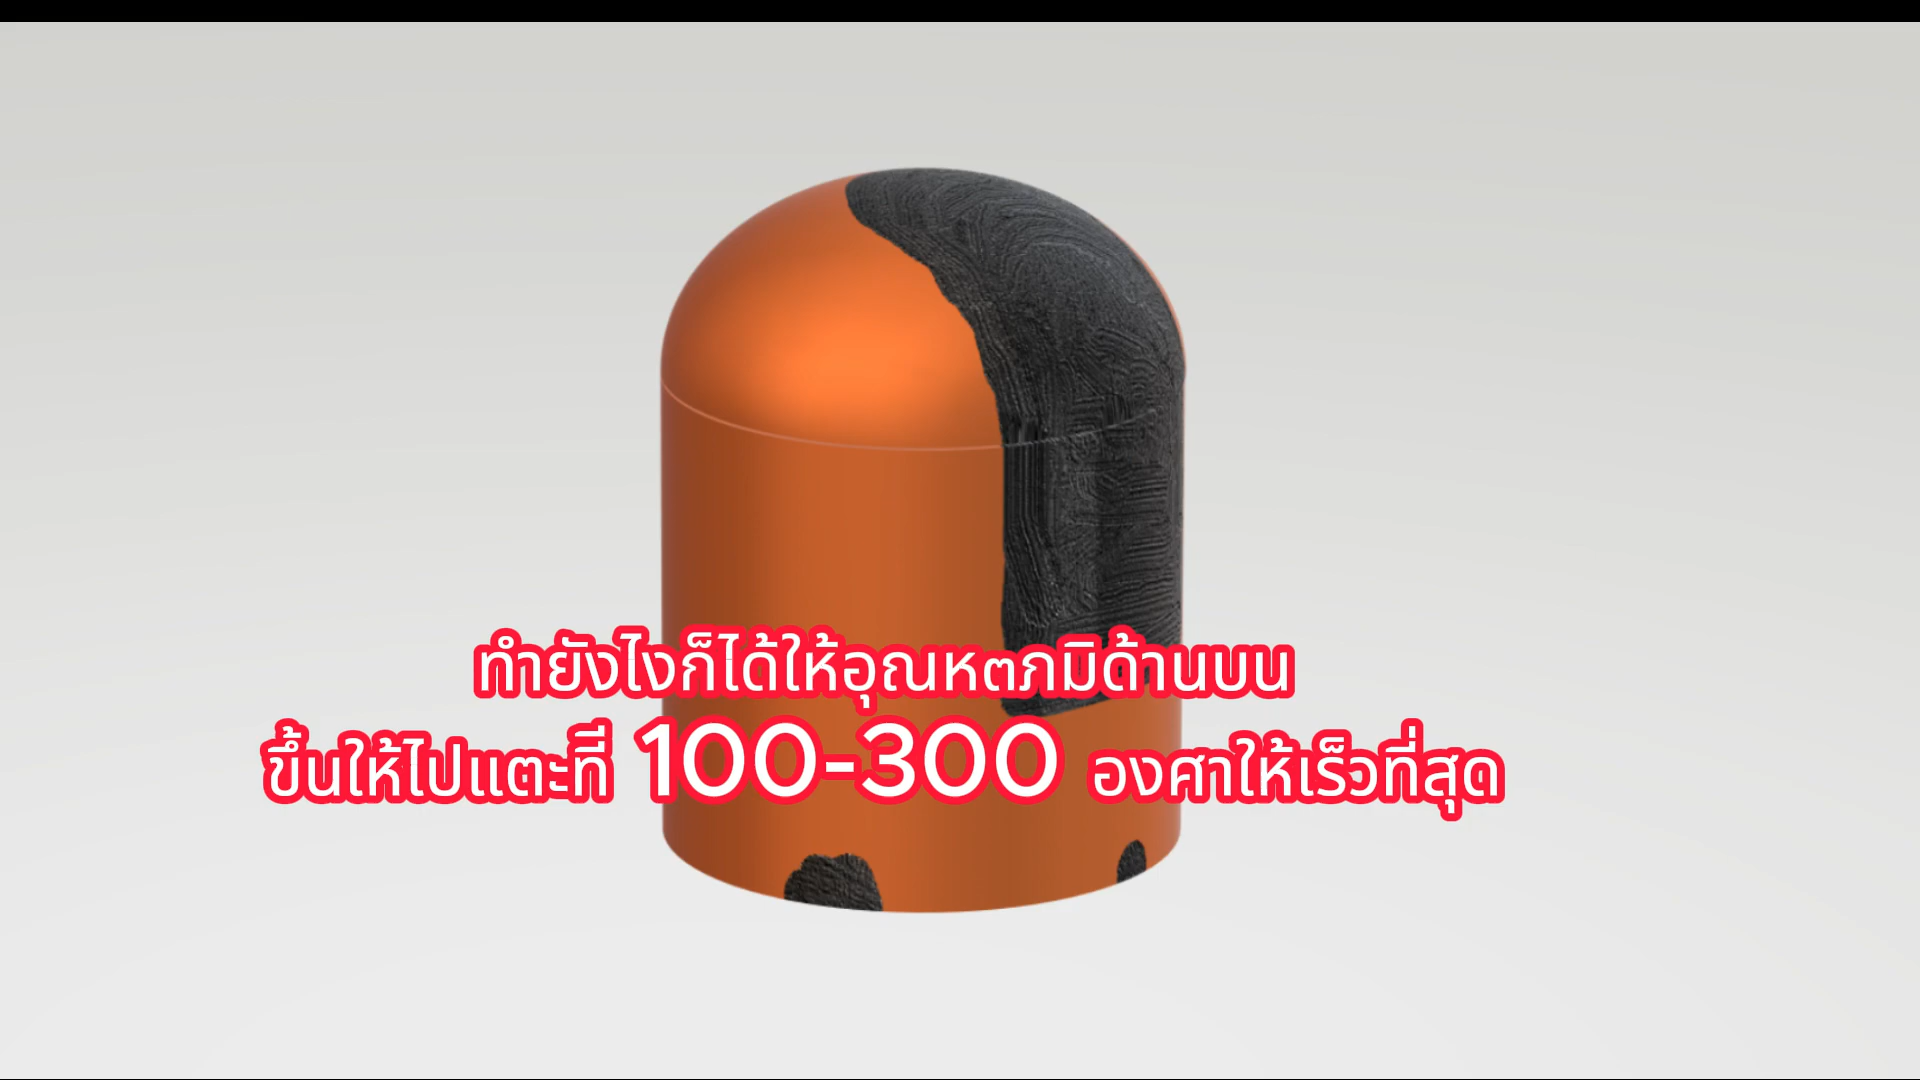 ทำยังไงก็ได้ให้อุณหตภมิด้านบน
ขึ้นให้ไปแตะที่ 100-300 องศาให้เร็วที่สุด